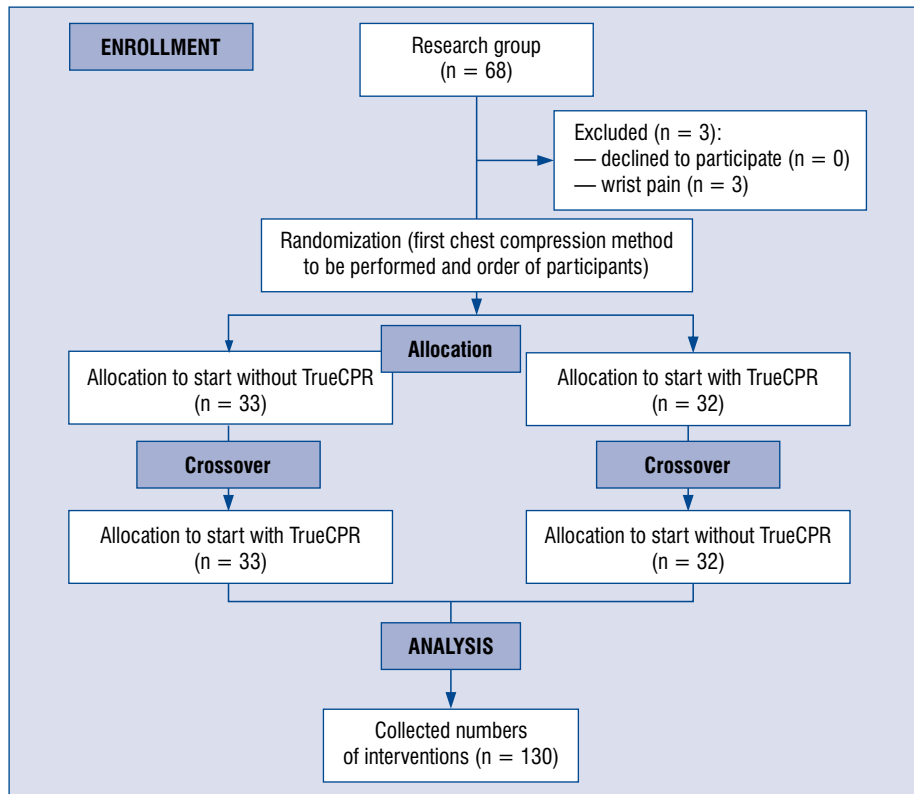 ENROLLMENT
Research group
(n = 68)
Excluded (n = 3):
— declined to participate (n = 0)
— wrist pain (n = 3)
Randomization (first chest compression method
to be performed and order of participants)
Allocation
Allocation to start without TrueCPR
(n = 33)
Allocation to start with TrueCPR
(n = 32)
Crossover
Crossover
Allocation to start with TrueCPR
(n = 33)
Allocation to start without TrueCPR
(n = 32)
ANALYSIS
Collected numbers
of interventions (n = 130)